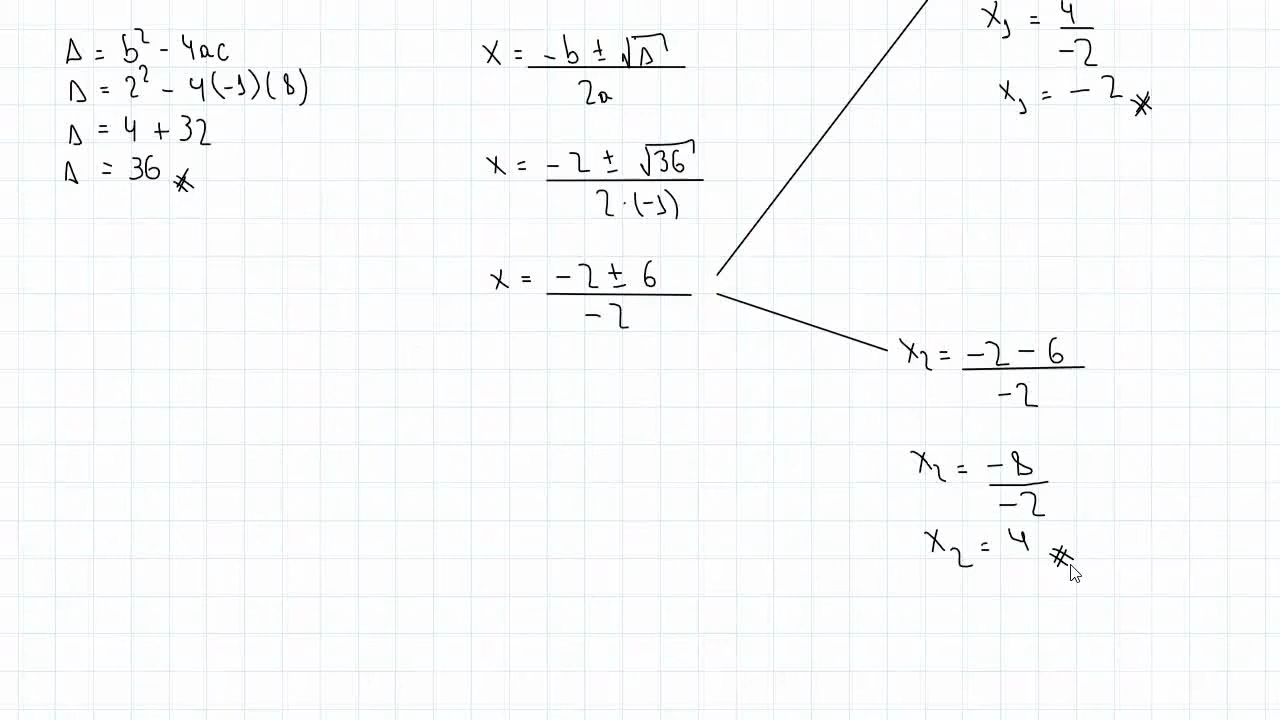 Δ = b² - 4ac
Δ = 2² - 4(-1)(8)
Δ = 4 + 32
Δ = 36 *
x = (-b ± √Δ) / 2a
x = (-2 ± √36) / 2·(-1)
x = (-2 ± 6) / -2
x₁ = 4 / -2
x₁ = -2 *
x₂ = (-2 - 6) / -2
x₂ = -8 / -2
x₂ = 4 *